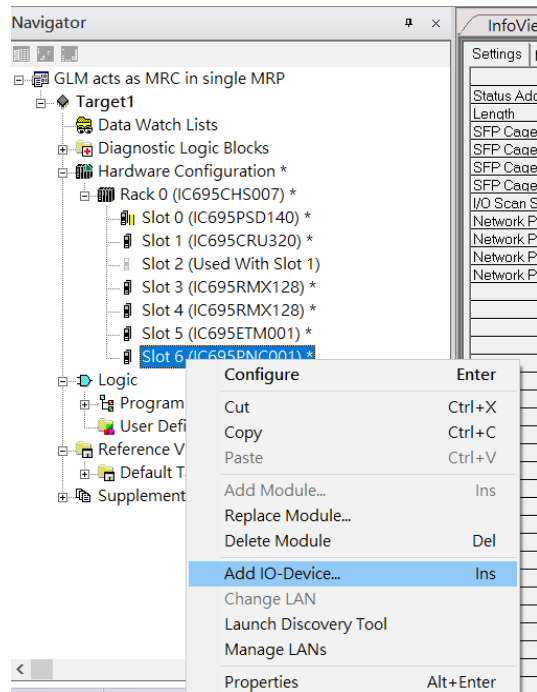 Navigator
InfoVie
Settings
GLM acts as MRC in single MRP
Target1
Data Watch Lists
Diagnostic Logic Blocks
Hardware Configuration *
Rack 0 (IC695CHS007) *
Slot 0 (IC695PSD140) *
Slot 1 (IC695CRU320) *
Slot 2 (Used With Slot 1)
Slot 3 (IC695RMX128) *
Slot 4 (IC695RMX128) *
Slot 5 (IC695ETM001) *
Slot 6 (IC695PNC001) *
Logic
Program
User Defi
Reference V
Default T
Supplement
Configure Enter
Cut Ctrl+X
Copy Ctrl+C
Paste Ctrl+V
Add Module... Ins
Replace Module...
Delete Module Del
Add IO-Device... Ins
Change LAN
Launch Discovery Tool
Manage LANs
Properties Alt+Enter
Status Add
Length
SFP Cage
SFP Cage
SFP Cage
SFP Cage
I/O Scan S
Network P
Network P
Network P
Network P